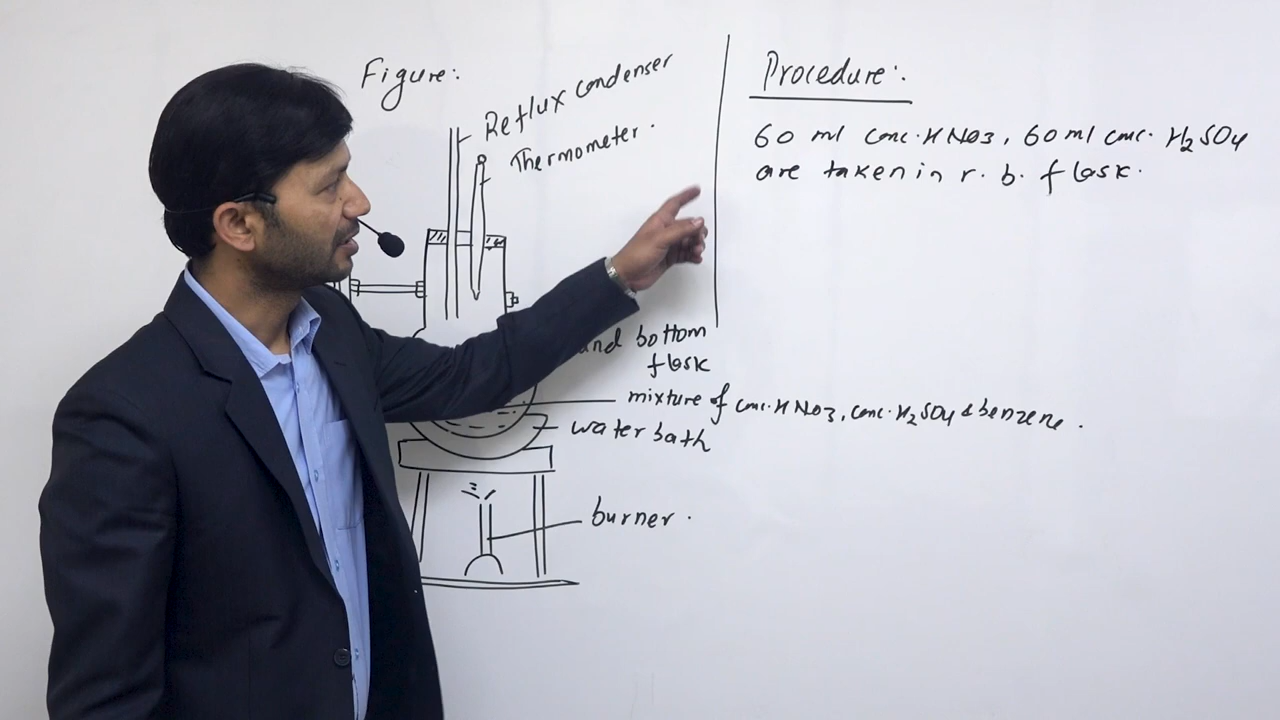 Figure:
Reflux condenser
Thermometer.
bottom
flask
mixture of conc. HNO3, conc. H2SO4 & benzene.
water bath
burner.
Procedure:
60 ml conc. HNO3, 60 ml conc. H2SO4
are taken in r. b. flask.